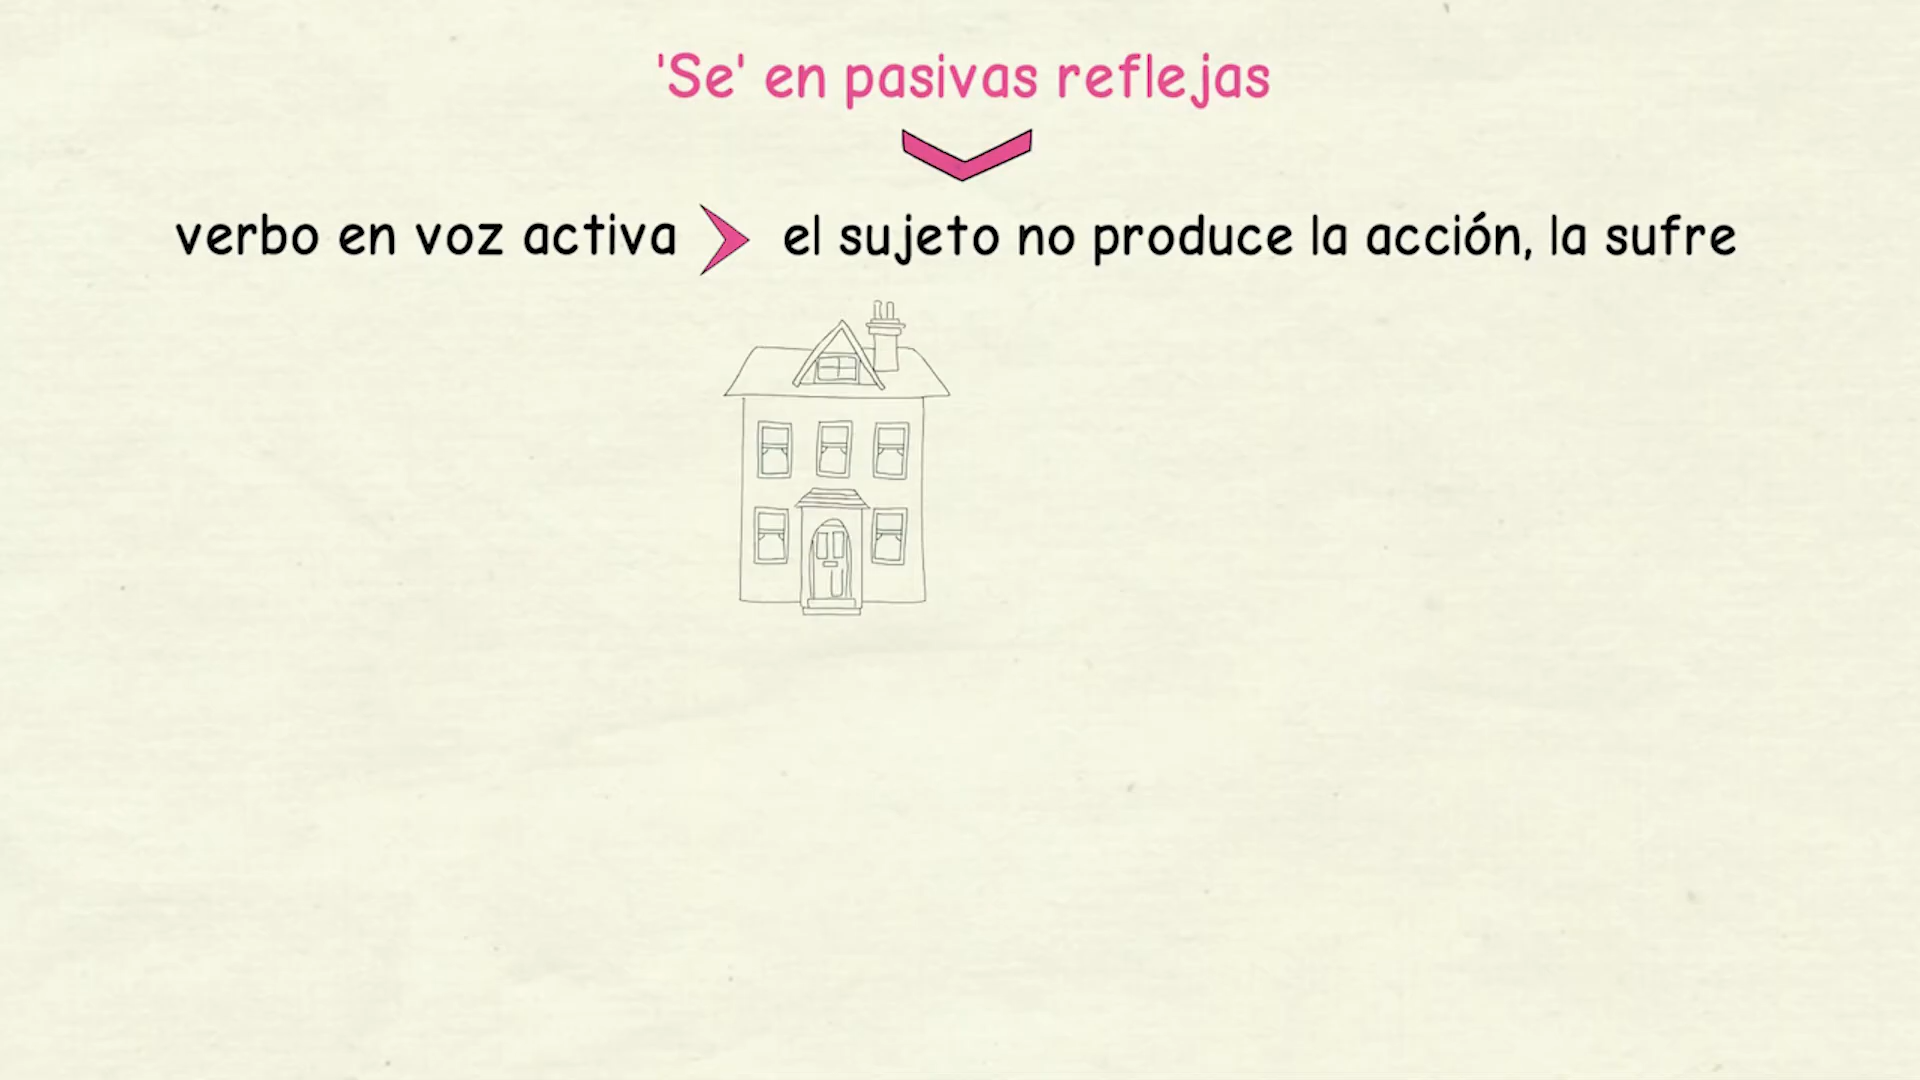 'Se' en pasivas reflejas
verbo en voz activa el sujeto no produce la acción, la sufre